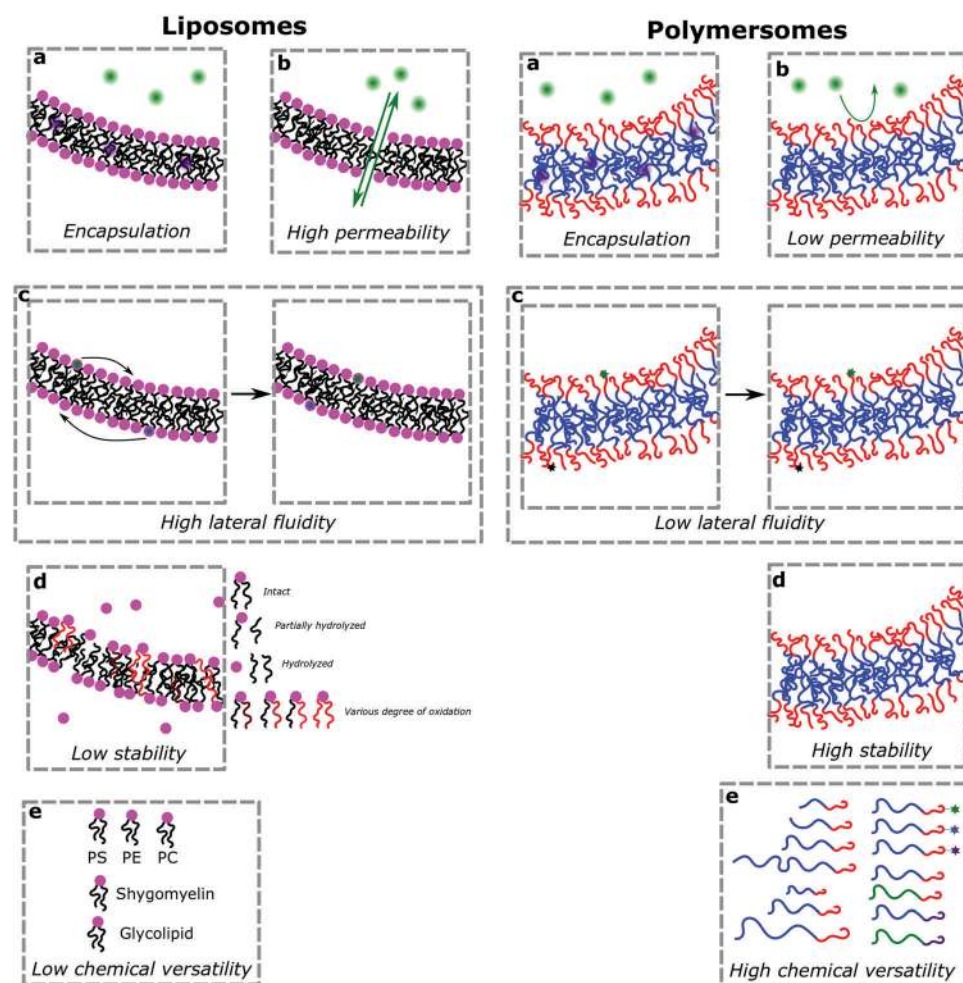 Liposomes
a
Encapsulation
b
High permeability
c
High lateral fluidity
d
Low stability
Intact
Partially hydrolyzed
Hydrolyzed
Various degree of oxidation
e
PS PE PC
Shygomyelin
Glycolipid
Low chemical versatility
Polymersomes
a
Encapsulation
b
Low permeability
c
Low lateral fluidity
d
High stability
e
High chemical versatility